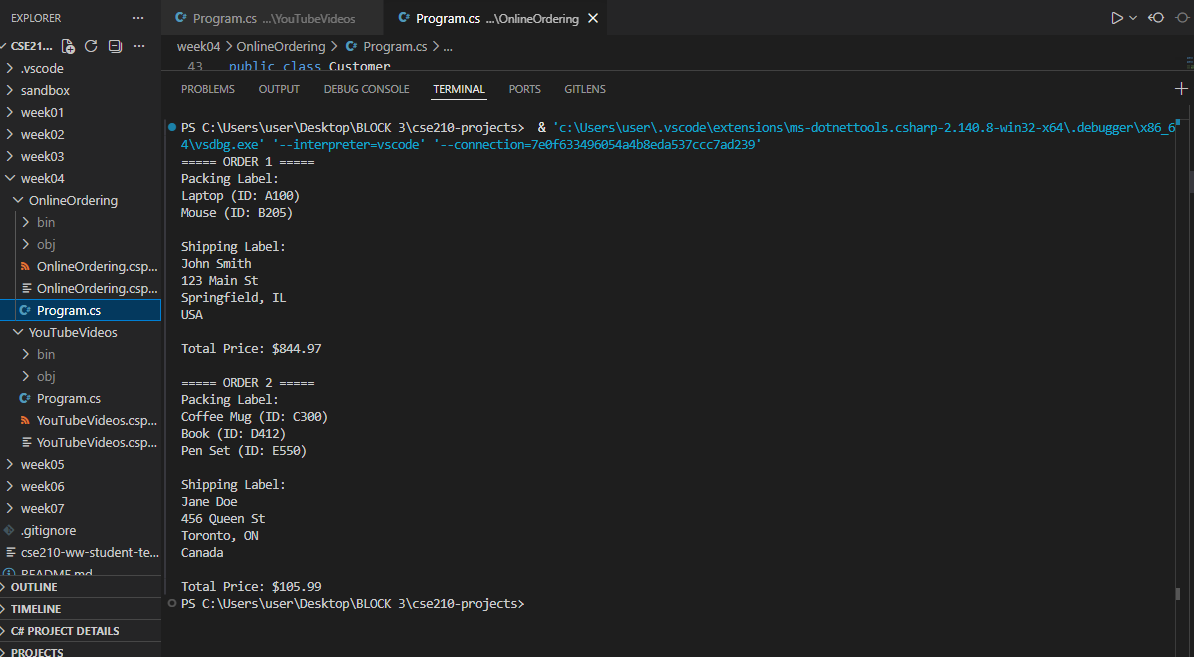 EXPLORER ...
CSE21... ...
.vscode
sandbox
week01
week02
week03
week04
OnlineOrdering
bin
obj
OnlineOrdering.csp...
OnlineOrdering.csp...
Program.cs
YouTubeVideos
bin
obj
Program.cs
YouTubeVideos.csp...
YouTubeVideos.csp...
week05
week06
week07
.gitignore
cse210-ww-student-te...
README.md
OUTLINE
TIMELINE
C# PROJECT DETAILS
PROJECTS
Program.cs ...\YouTubeVideos
Program.cs ...\OnlineOrdering
week04 > OnlineOrdering > Program.cs > ...
43 public class Customer
PROBLEMS OUTPUT DEBUG CONSOLE TERMINAL PORTS GITLENS
PS C:\Users\user\Desktop\BLOCK 3\cse210-projects>  & 'c:\Users\user\.vscode\extensions\ms-dotnettools.csharp-2.140.8-win32-x64\.debugger\x86_6
4\vsdbg.exe' '--interpreter=vscode' '--connection=7e0f633496054a4b8eda537ccc7ad239'
===== ORDER 1 =====
Packing Label:
Laptop (ID: A100)
Mouse (ID: B205)
Shipping Label:
John Smith
123 Main St
Springfield, IL
USA
Total Price: $844.97
===== ORDER 2 =====
Packing Label:
Coffee Mug (ID: C300)
Book (ID: D412)
Pen Set (ID: E550)
Shipping Label:
Jane Doe
456 Queen St
Toronto, ON
Canada
Total Price: $105.99
PS C:\Users\user\Desktop\BLOCK 3\cse210-projects>